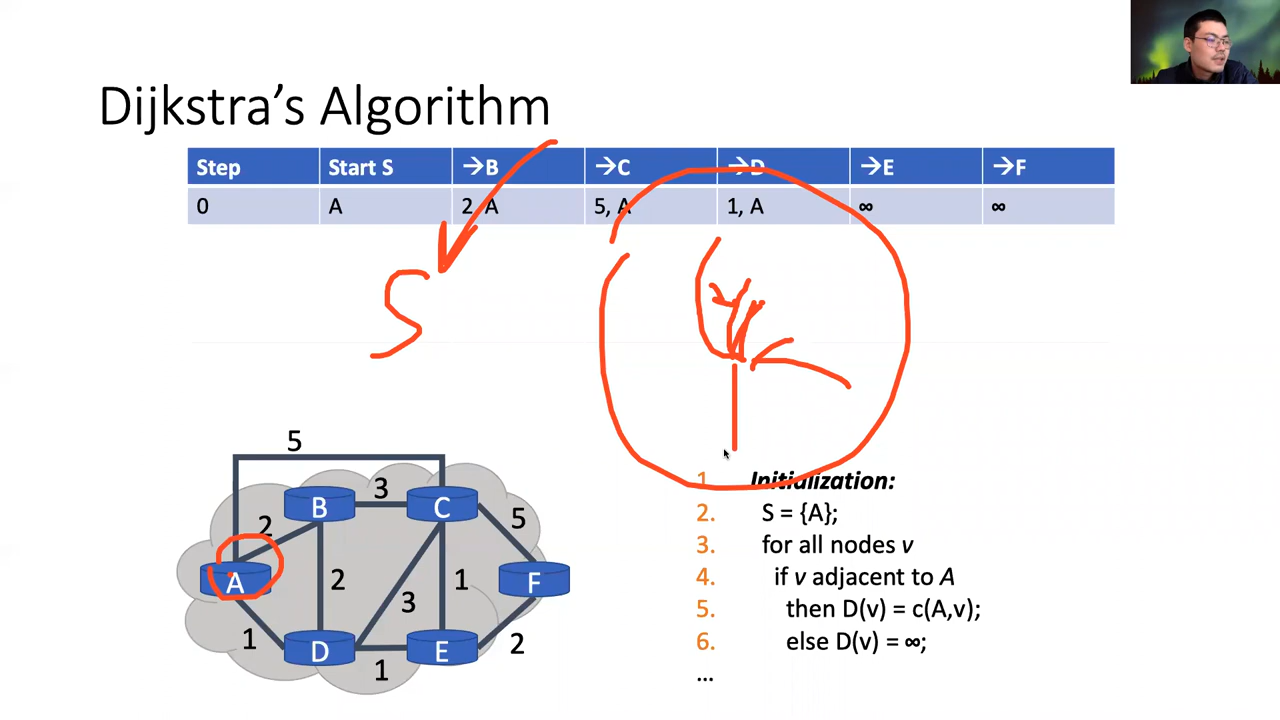 Dijkstra's Algorithm
Step Start S →B →C →D →E →F
0 A 2, A 5, A 1, A ∞ ∞
S
5
B 3 C
2 5
A 2 1 F
3
1 D E 2
1
1. Initialization:
2. S = {A};
3. for all nodes v
4. if v adjacent to A
5. then D(v) = c(A,v);
6. else D(v) = ∞;
...